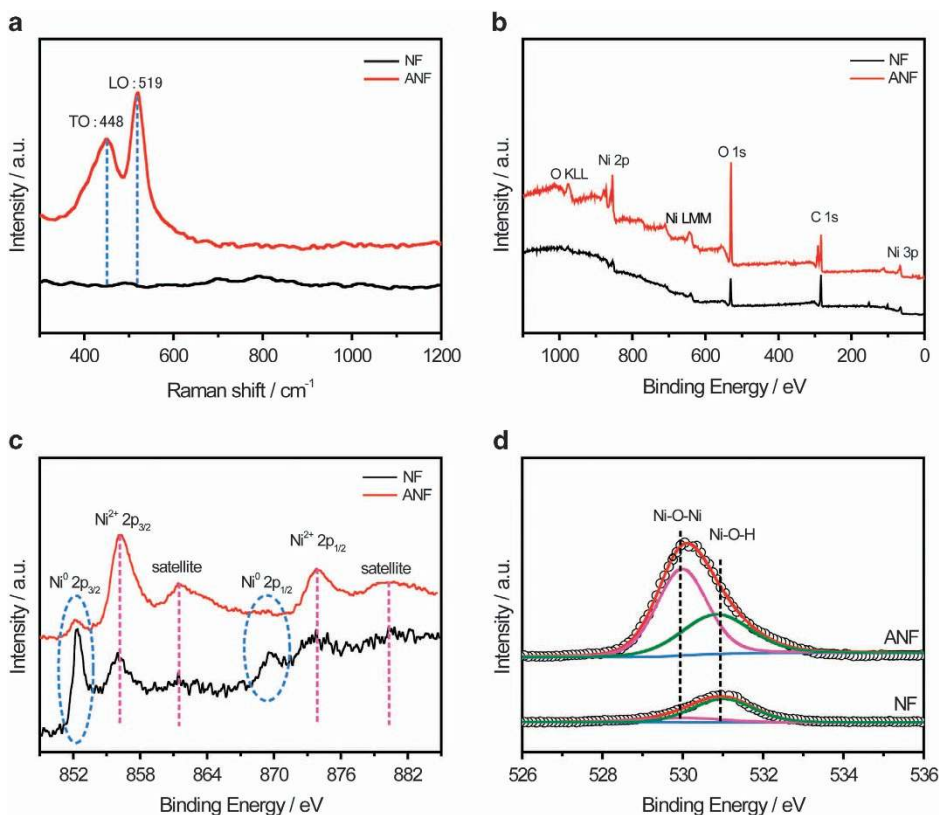 a
NF
ANF
LO : 519
TO : 448
Intensity / a.u.
400 600 800 1000 1200
Raman shift / cm⁻¹
b
NF
ANF
O 1s
Ni 2p
O KLL
C 1s
Ni LMM
Ni 3p
Intensity / a.u.
1000 800 600 400 200 0
Binding Energy / eV
c
NF
ANF
Ni²⁺ 2p₃/₂
Ni²⁺ 2p₁/₂
satellite
satellite
Ni⁰ 2p₃/₂
Ni⁰ 2p₁/₂
Intensity / a.u.
852 858 864 870 876 882
Binding Energy / eV
d
Ni-O-Ni
Ni-O-H
ANF
NF
Intensity / a.u.
526 528 530 532 534 536
Binding Energy / eV